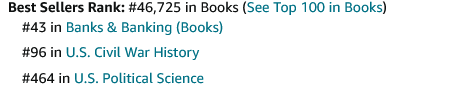 Best Sellers Rank: #46,725 in Books (See Top 100 in Books)
#43 in Banks & Banking (Books)
#96 in U.S. Civil War History
#464 in U.S. Political Science